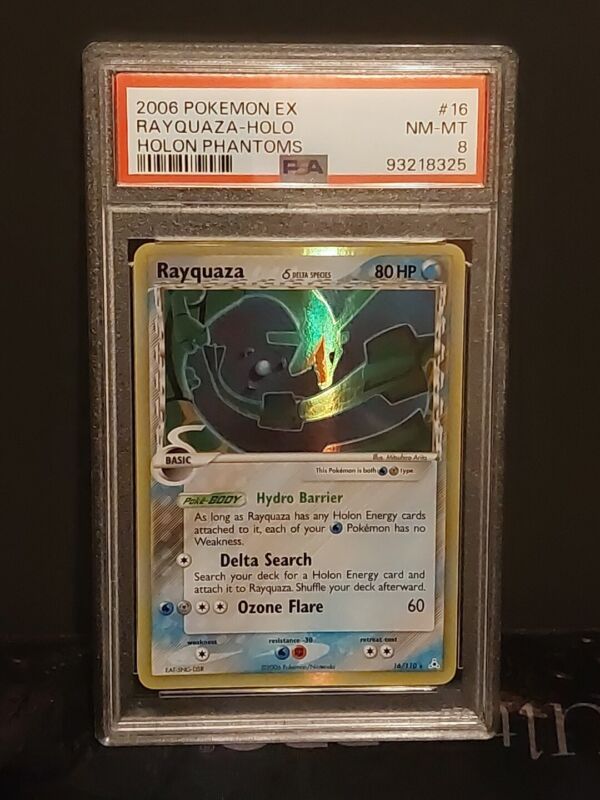 2006 POKEMON EX #16
RAYQUAZA-HOLO NM-MT
HOLON PHANTOMS 8
PSA 93218325
Rayquaza δ DELTA SPECIES 80 HP
BASIC
Illus. Mitsuhiro Arita
This Pokémon is both type.
Poké-BODY Hydro Barrier
As long as Rayquaza has any Holon Energy cards
attached to it, each of your Pokémon has no
Weakness.
Delta Search
Search your deck for a Holon Energy card and
attach it to Rayquaza. Shuffle your deck afterward.
Ozone Flare 60
weakness resistance -30 retreat cost
©2006 Pokémon/Nintendo 16/110